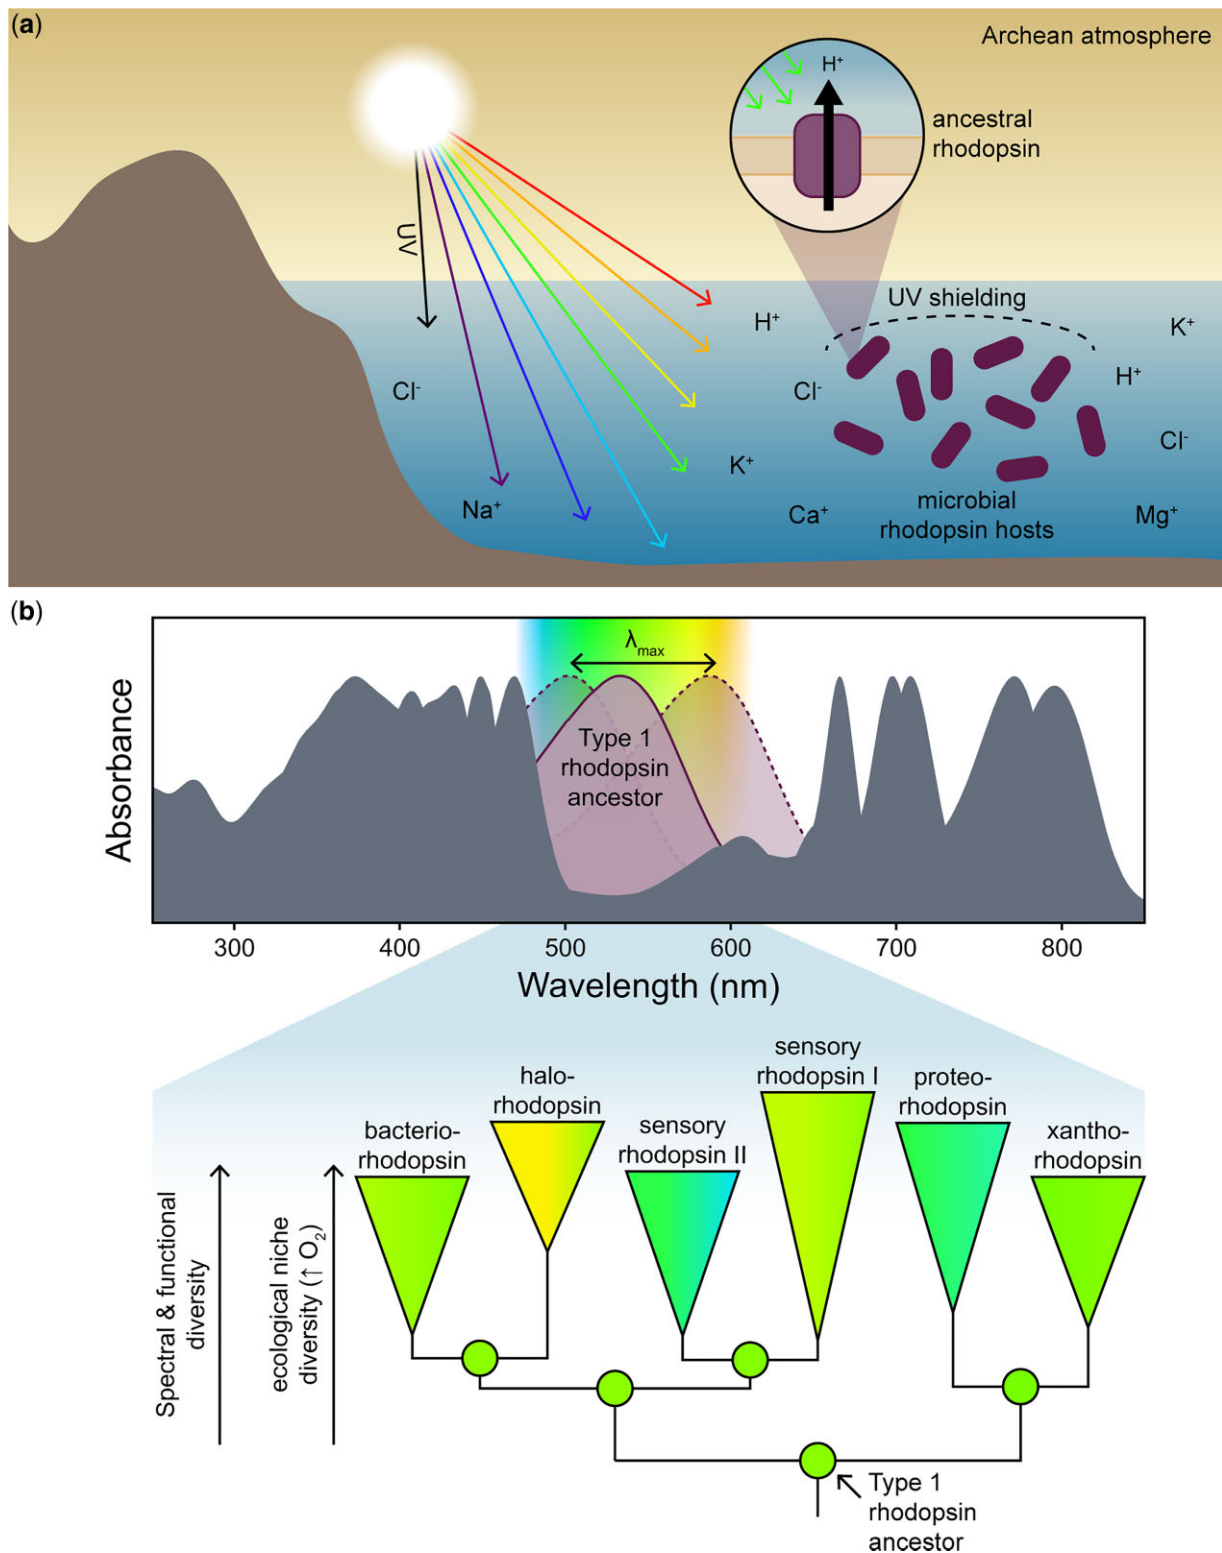 (a)
Archean atmosphere
H+
ancestral
rhodopsin
UV
UV shielding
H+
K+
Cl-
Cl-
H+
Cl-
K+
Na+
Ca+
microbial
rhodopsin hosts
Mg+
(b)
Absorbance
λmax
Type 1
rhodopsin
ancestor
300 400 500 600 700 800
Wavelength (nm)
bacterio-
rhodopsin
halo-
rhodopsin
sensory
rhodopsin II
sensory
rhodopsin I
proteo-
rhodopsin
xantho-
rhodopsin
Spectral & functional
diversity
ecological niche
diversity (↑ O2)
Type 1
rhodopsin
ancestor